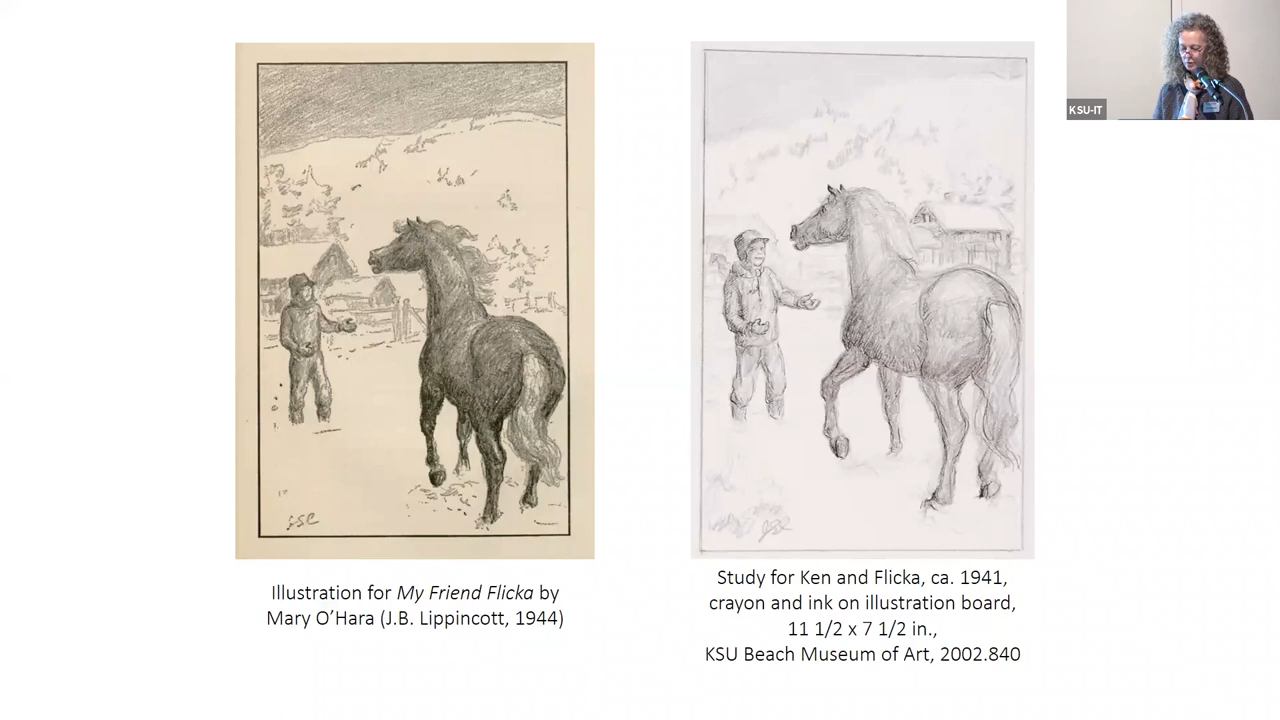 KSU-IT
JSC
JSC
Illustration for My Friend Flicka by
Mary O’Hara (J.B. Lippincott, 1944)
Study for Ken and Flicka, ca. 1941,
crayon and ink on illustration board,
11 1/2 x 7 1/2 in.,
KSU Beach Museum of Art, 2002.840